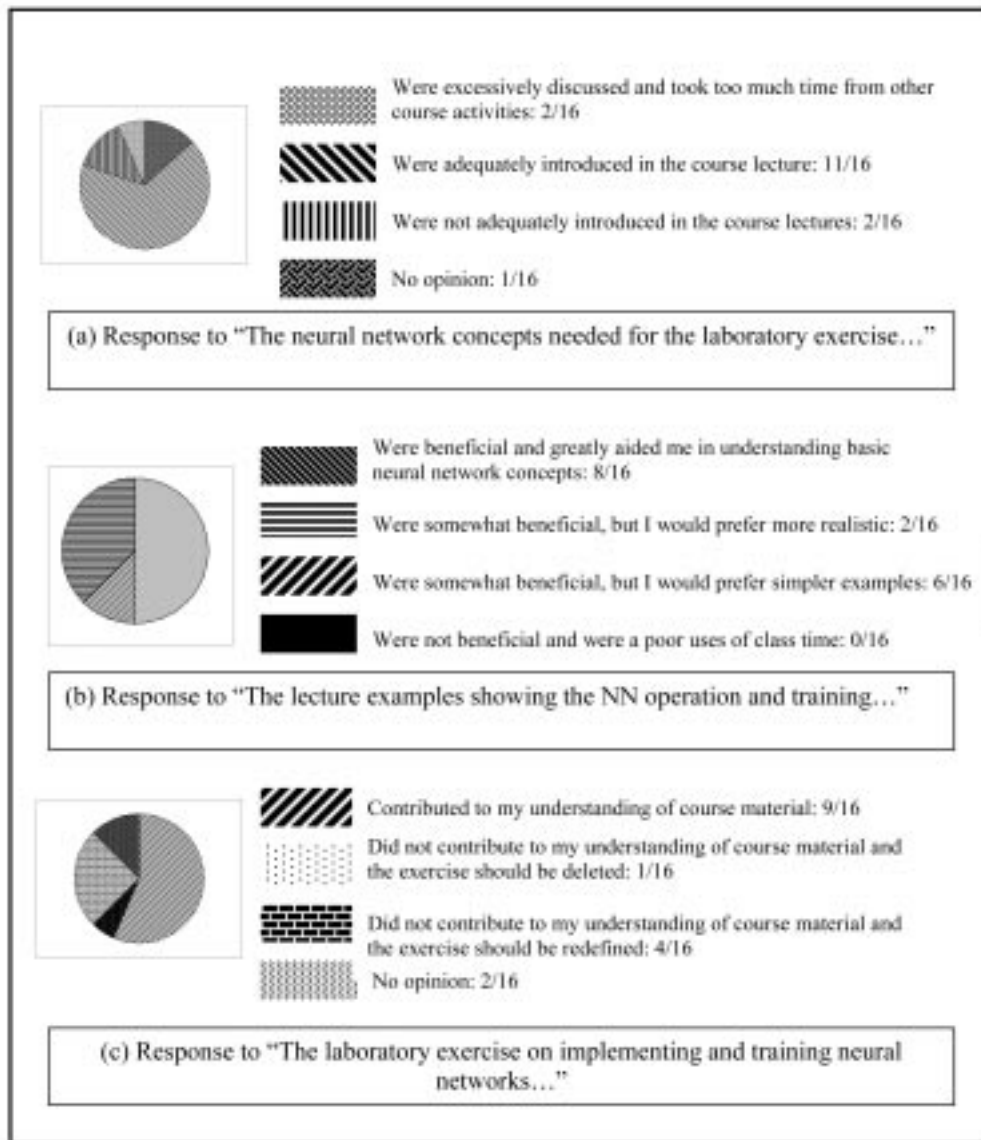 Were excessively discussed and took too much time from other
course activities: 2/16
Were adequately introduced in the course lecture: 11/16
Were not adequately introduced in the course lectures: 2/16
No opinion: 1/16
(a) Response to “The neural network concepts needed for the laboratory exercise…”
Were beneficial and greatly aided me in understanding basic
neural network concepts: 8/16
Were somewhat beneficial, but I would prefer more realistic: 2/16
Were somewhat beneficial, but I would prefer simpler examples: 6/16
Were not beneficial and were a poor uses of class time: 0/16
(b) Response to “The lecture examples showing the NN operation and training…”
Contributed to my understanding of course material: 9/16
Did not contribute to my understanding of course material and
the exercise should be deleted: 1/16
Did not contribute to my understanding of course material and
the exercise should be redefined: 4/16
No opinion: 2/16
(c) Response to “The laboratory exercise on implementing and training neural
networks…”